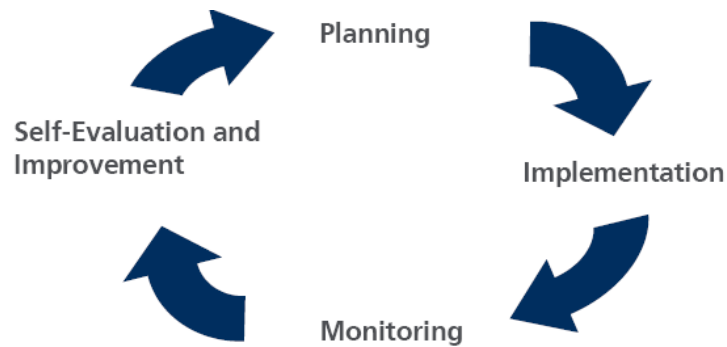 Planning
Self-Evaluation and
Improvement
Implementation
Monitoring